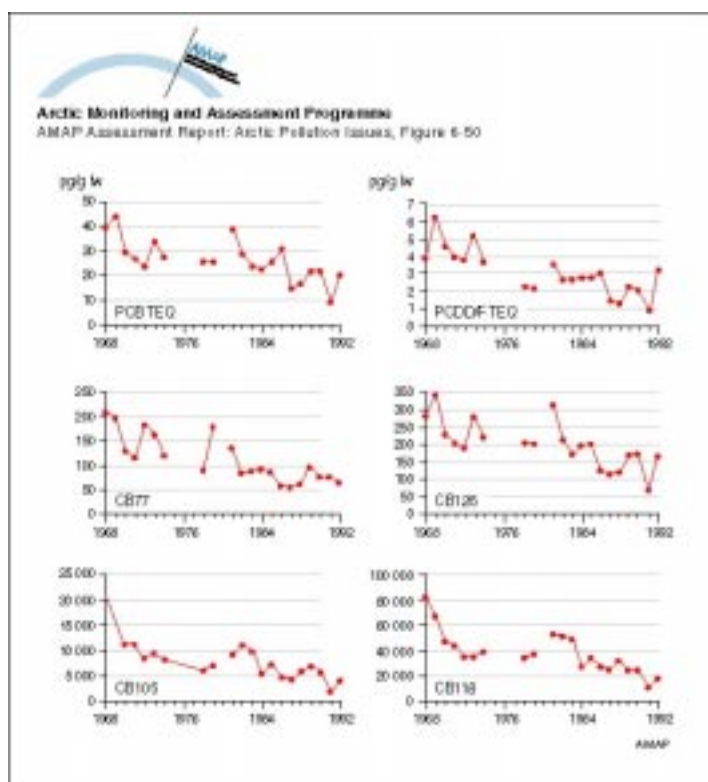 AMAP
Arctic Monitoring and Assessment Programme
AMAP Assessment Report: Arctic Pollution Issues, Figure 6·50
pg/g lw
50
40
30
20
10
0
PCB TEQ
1968 1976 1984 1992
pg/g lw
7
6
5
4
3
2
1
0
PCDD/F TEQ
1968 1976 1984 1992
250
200
150
100
50
0
CB77
1968 1976 1984 1992
350
300
250
200
150
100
50
0
CB126
1968 1976 1984 1992
25 000
20 000
15 000
10 000
5 000
0
CB105
1968 1976 1984 1992
100 000
80 000
60 000
40 000
20 000
0
CB118
1968 1976 1984 1992
AMAP